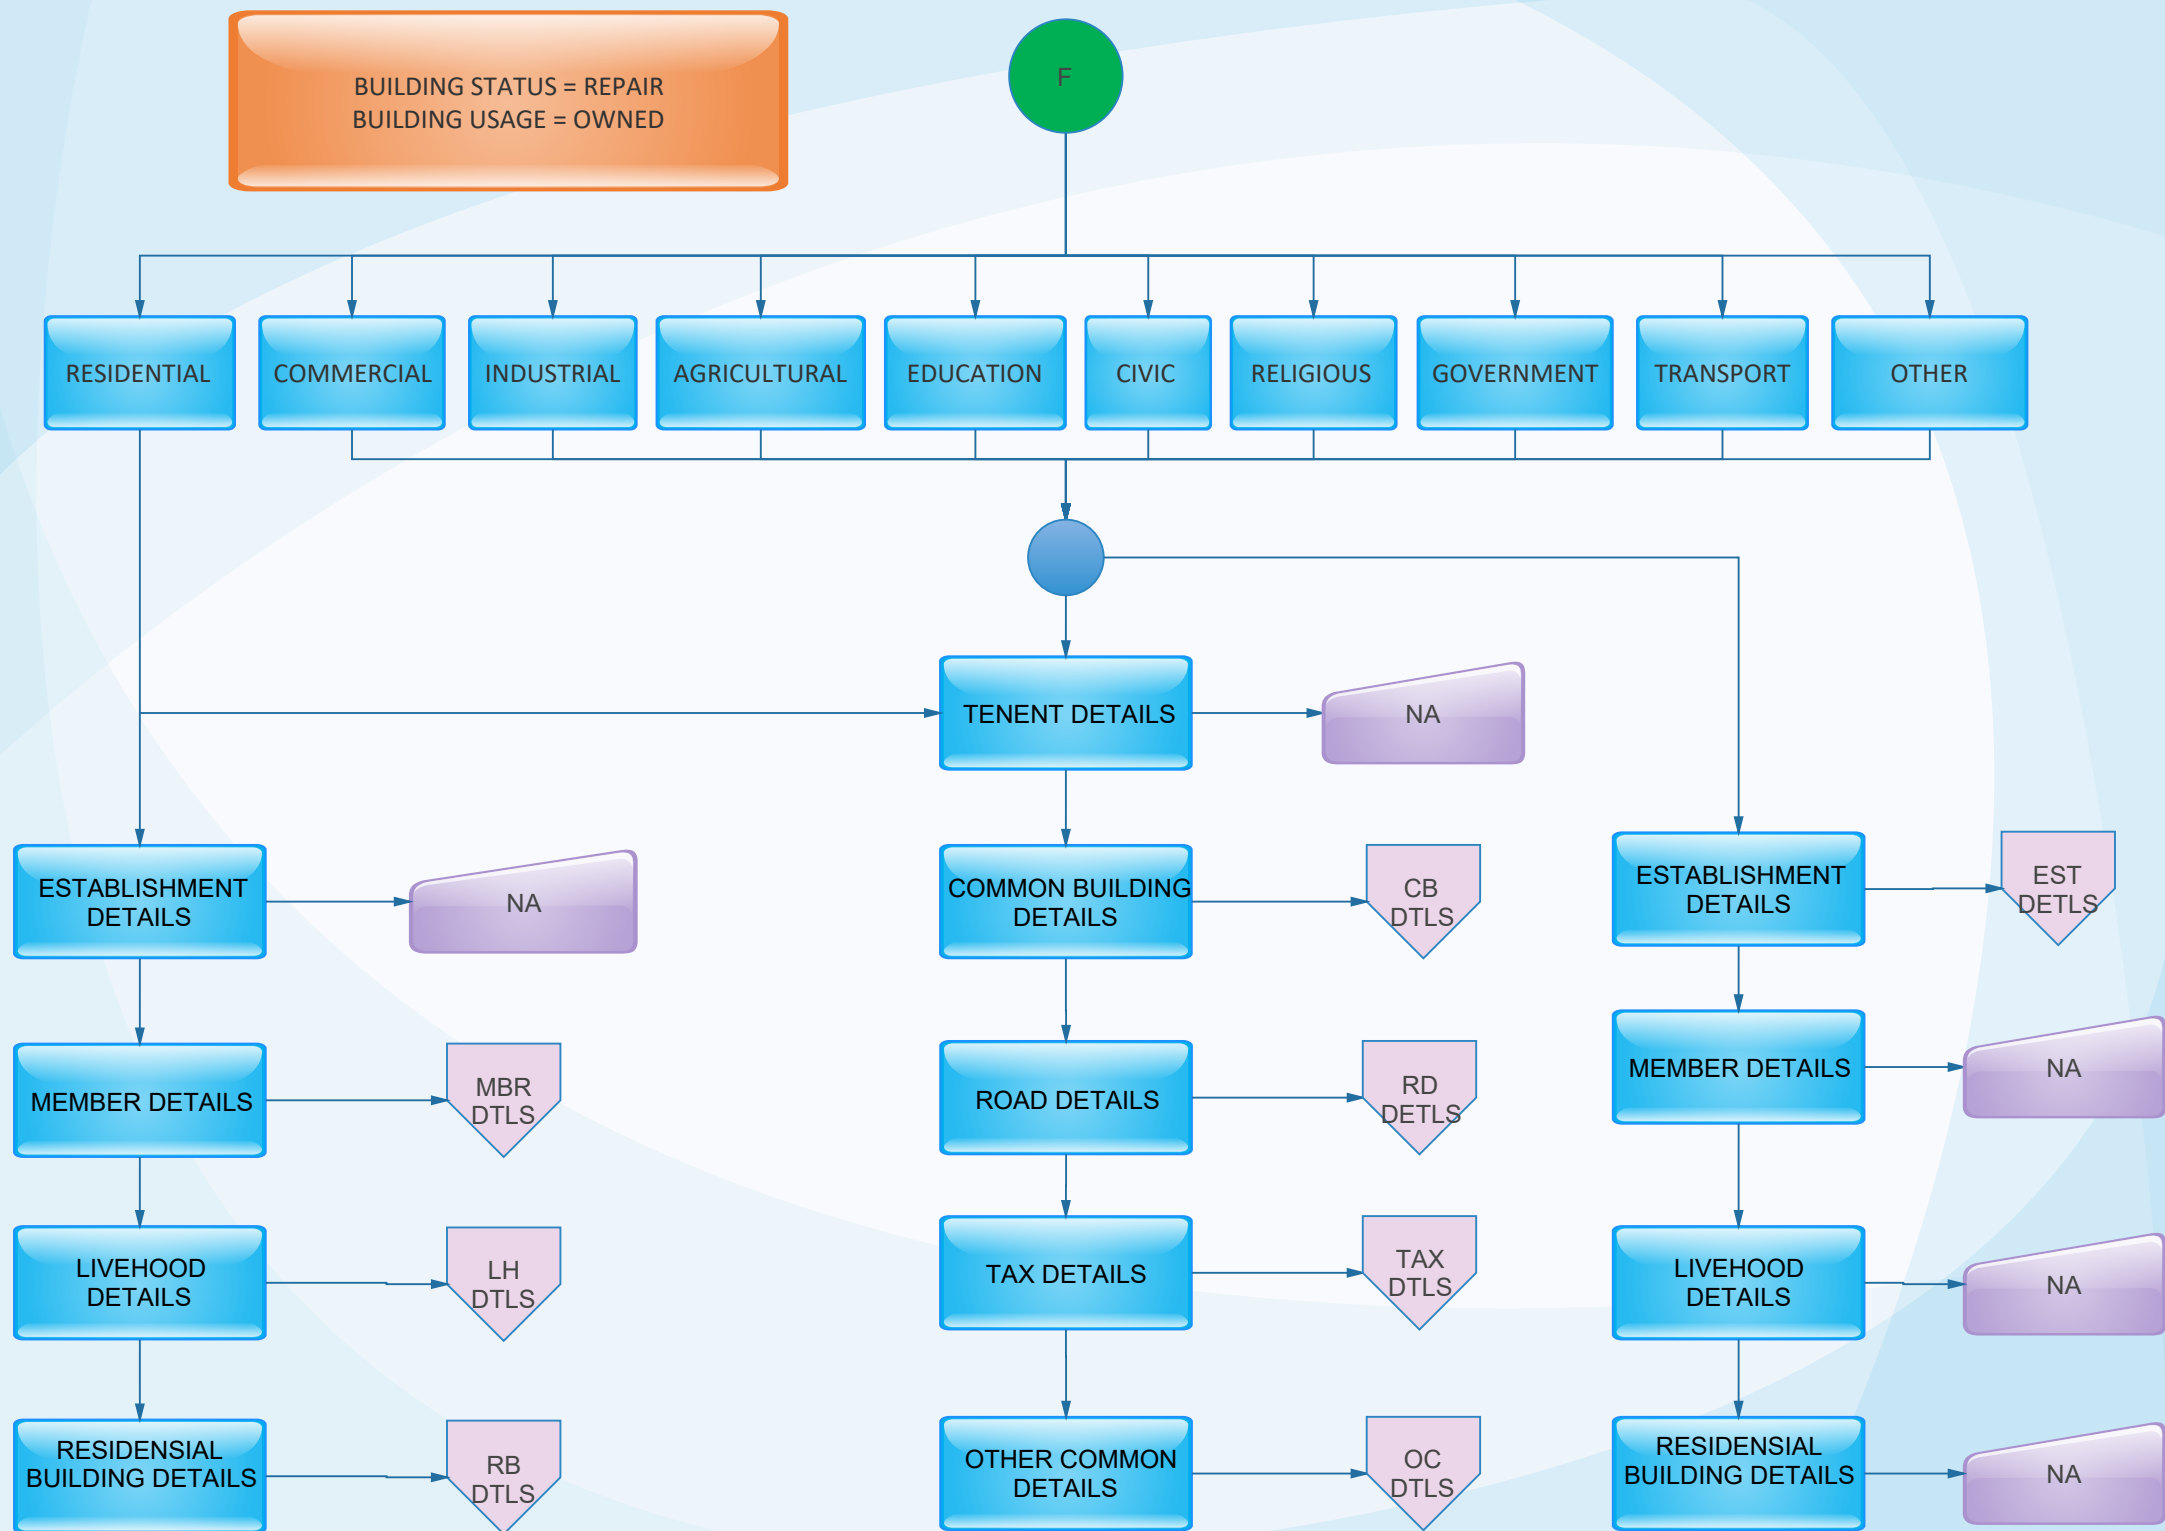 BUILDING STATUS = REPAIR
BUILDING USAGE = OWNED
F
RESIDENTIAL
COMMERCIAL
INDUSTRIAL
AGRICULTURAL
EDUCATION
CIVIC
RELIGIOUS
GOVERNMENT
TRANSPORT
OTHER
TENENT DETAILS
NA
ESTABLISHMENT
DETAILS
NA
COMMON BUILDING
DETAILS
CB
DTLS
ESTABLISHMENT
DETAILS
EST
DETLS
MEMBER DETAILS
MBR
DTLS
ROAD DETAILS
RD
DETLS
MEMBER DETAILS
NA
LIVEHOOD
DETAILS
LH
DTLS
TAX DETAILS
TAX
DTLS
LIVEHOOD
DETAILS
NA
RESIDENSIAL
BUILDING DETAILS
RB
DTLS
OTHER COMMON
DETAILS
OC
DTLS
RESIDENSIAL
BUILDING DETAILS
NA